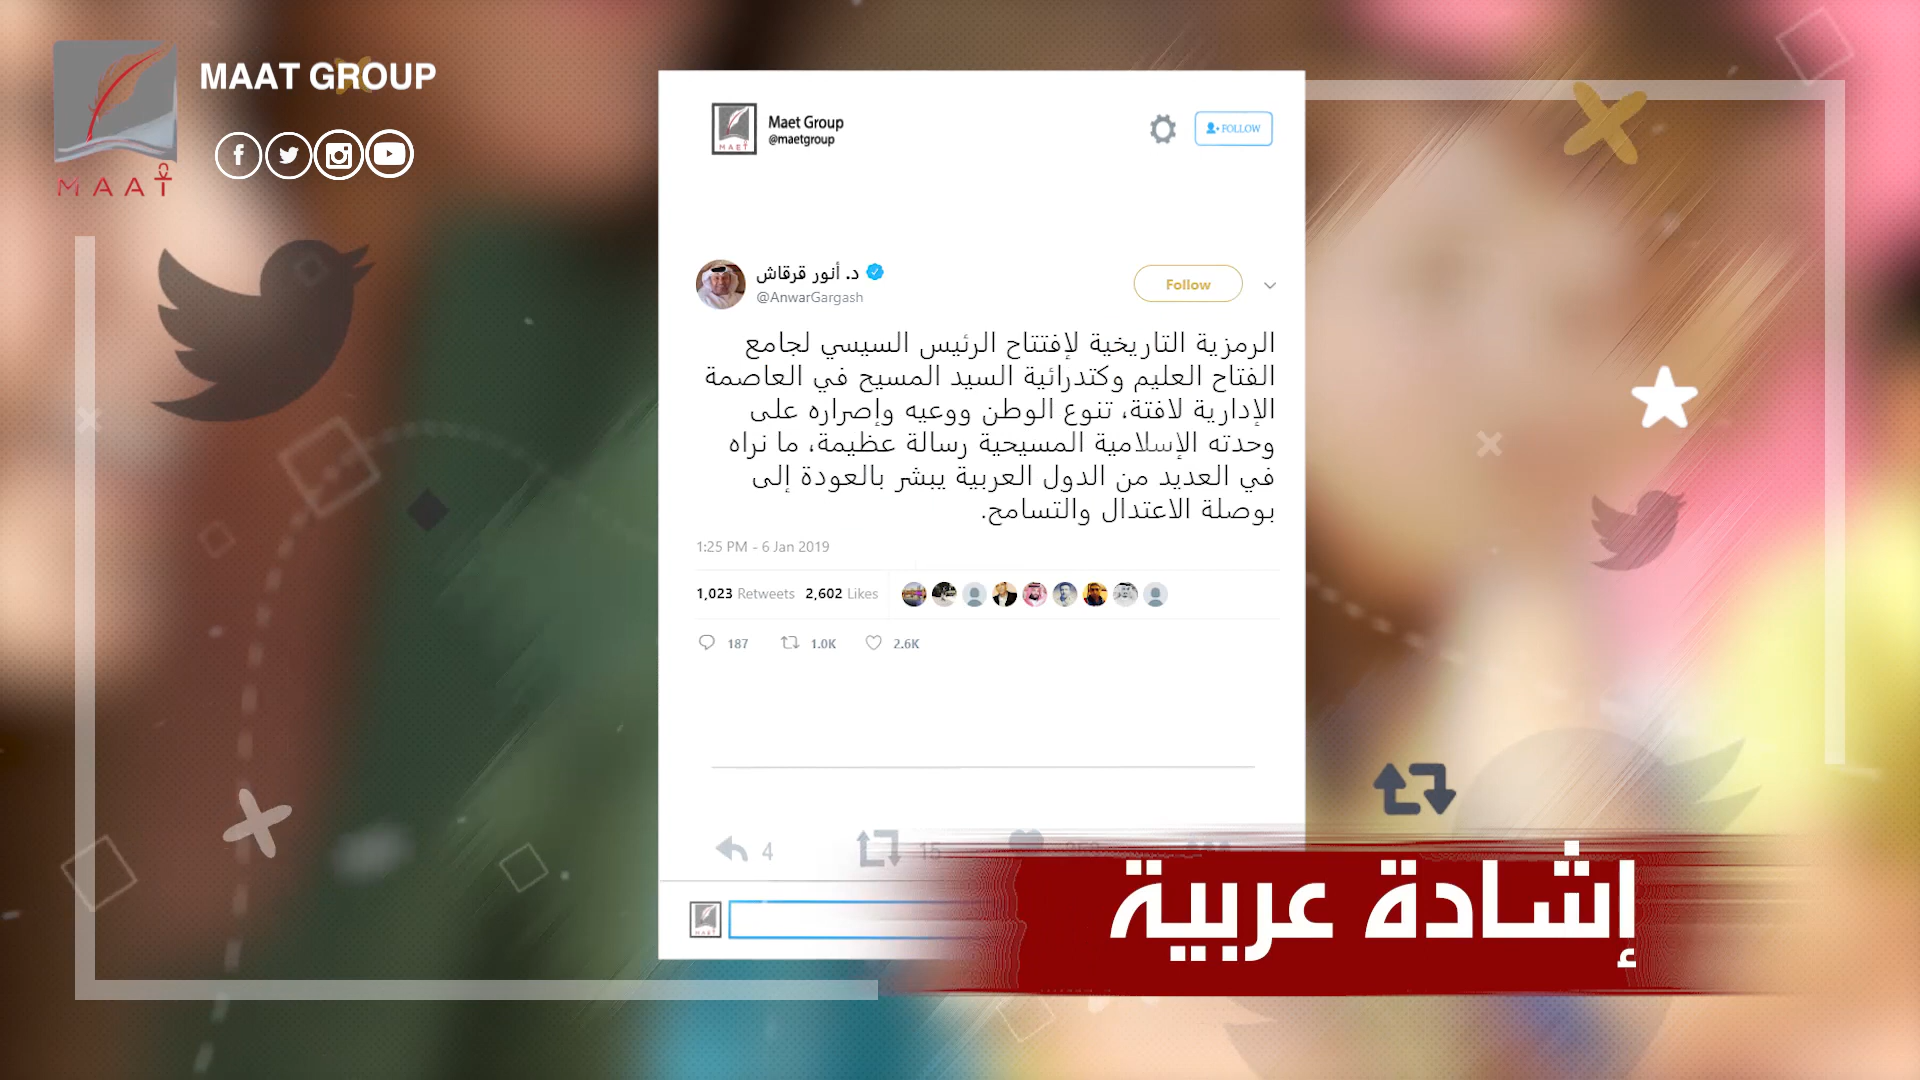 MAAT GROUP
MAAT
Maet Group
@maetgroup
FOLLOW
MAET
د. أنور قرقاش
@AnwarGargash
Follow
الرمزية التاريخية لإفتتاح الرئيس السيسي لجامع
الفتاح العليم وكتدرائية السيد المسيح في العاصمة
الإدارية لافتة، تنوع الوطن ووعيه وإصراره على
وحدته الإسلامية المسيحية رسالة عظيمة، ما نراه
في العديد من الدول العربية يبشر بالعودة إلى
بوصلة الاعتدال والتسامح.
1:25 PM - 6 Jan 2019
1,023 Retweets 2,602 Likes
187 1.0K 2.6K
4 15
إشادة عربية